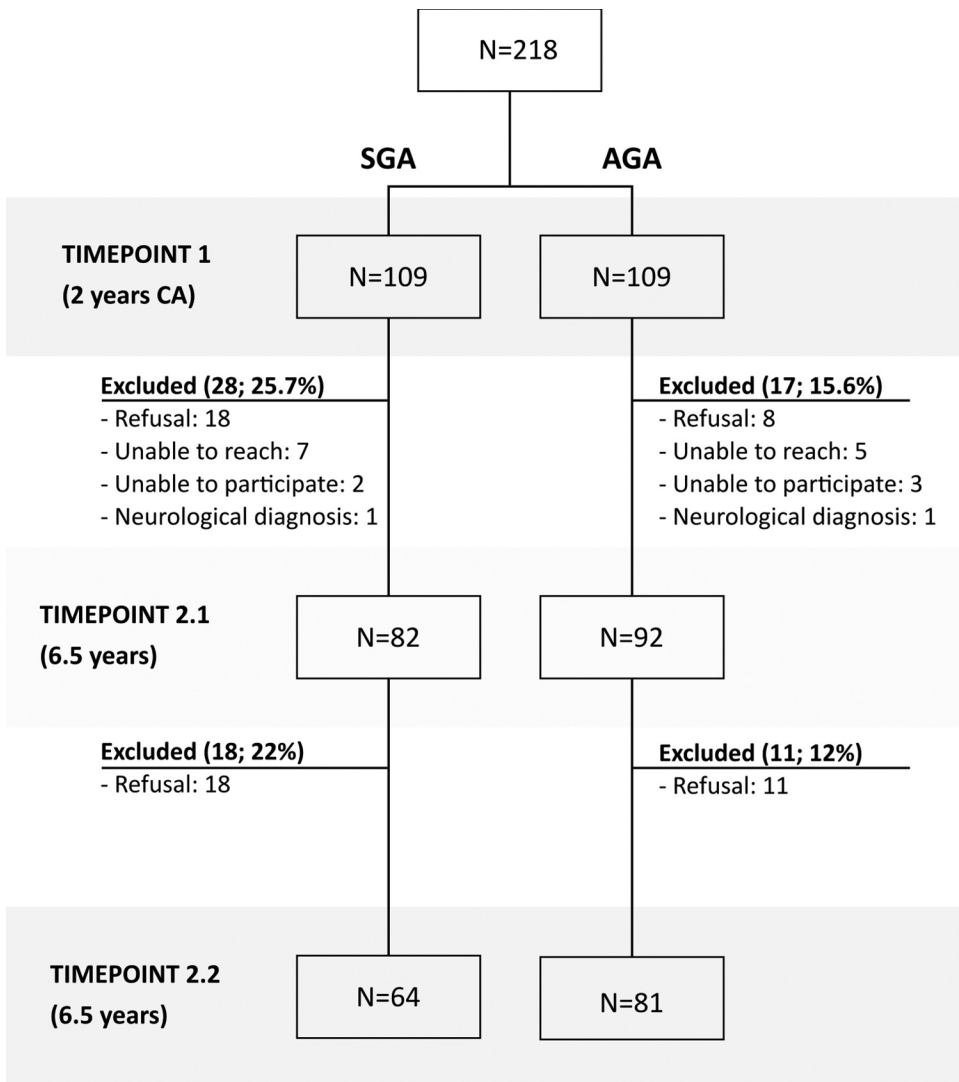 N=218
SGA
AGA
TIMEPOINT 1
(2 years CA)
N=109
N=109
Excluded (28; 25.7%)
- Refusal: 18
- Unable to reach: 7
- Unable to participate: 2
- Neurological diagnosis: 1
Excluded (17; 15.6%)
- Refusal: 8
- Unable to reach: 5
- Unable to participate: 3
- Neurological diagnosis: 1
TIMEPOINT 2.1
(6.5 years)
N=82
N=92
Excluded (18; 22%)
- Refusal: 18
Excluded (11; 12%)
- Refusal: 11
TIMEPOINT 2.2
(6.5 years)
N=64
N=81